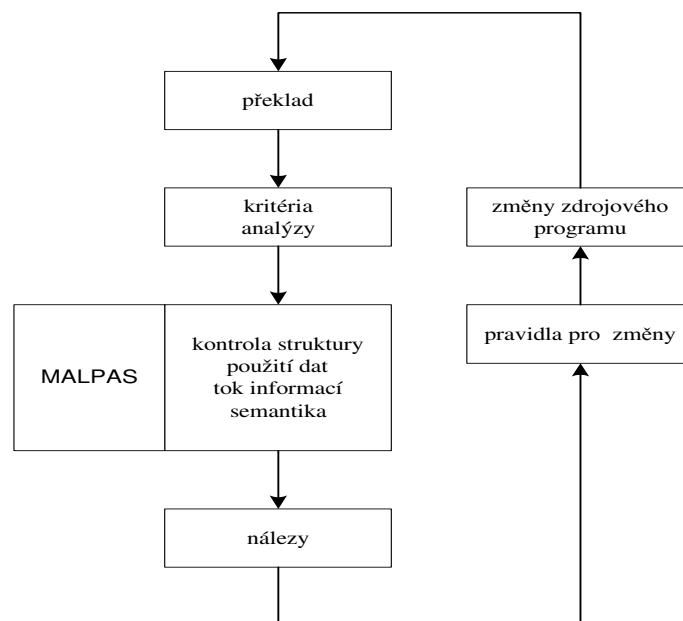 překlad
kritéria
analýzy
změny zdrojového
programu
MALPAS
kontrola struktury
použití dat
tok informací
semantika
pravidla pro změny
nálezy